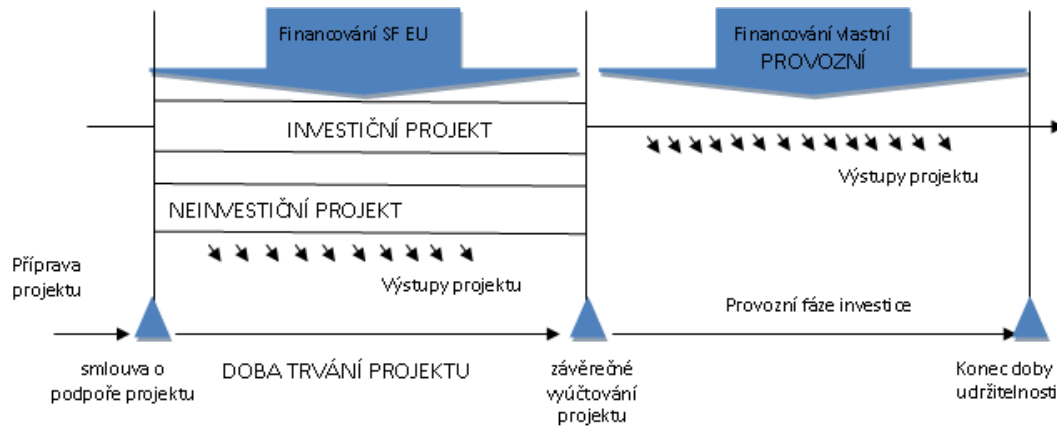 Financování SF EU
Financování vlastní
PROVOZNÍ
INVESTIČNÍ PROJEKT
Výstupy projektu
NEINVESTIČNÍ PROJEKT
Příprava
projektu
Výstupy projektu
Provozní fáze investice
smlouva o
podpoře projektu
DOBA TRVÁNÍ PROJEKTU
závěrečné
vyúčtování
projektu
Konec doby
udržitelnosti